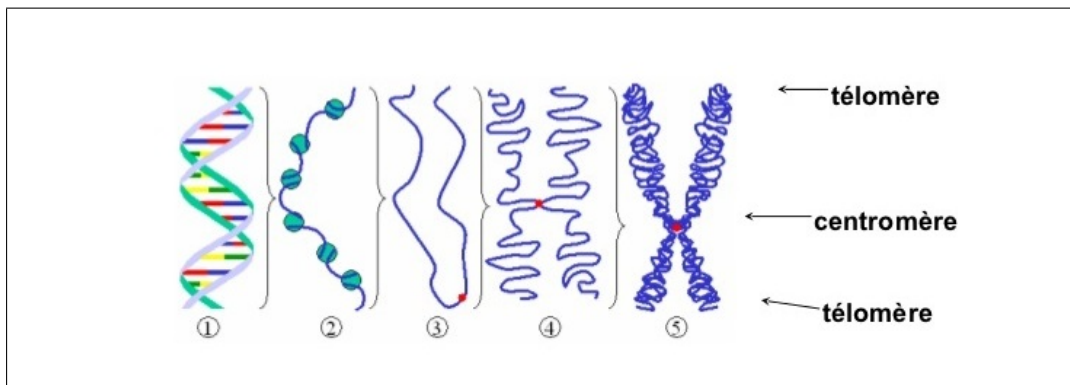 télomère
centromère
télomère
① ② ③ ④ ⑤